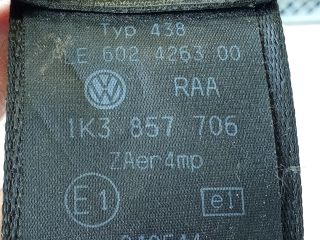 Typ 438
LE 602 4263 00
RAA
1K3 857 706
ZAer4mp
E1 e1